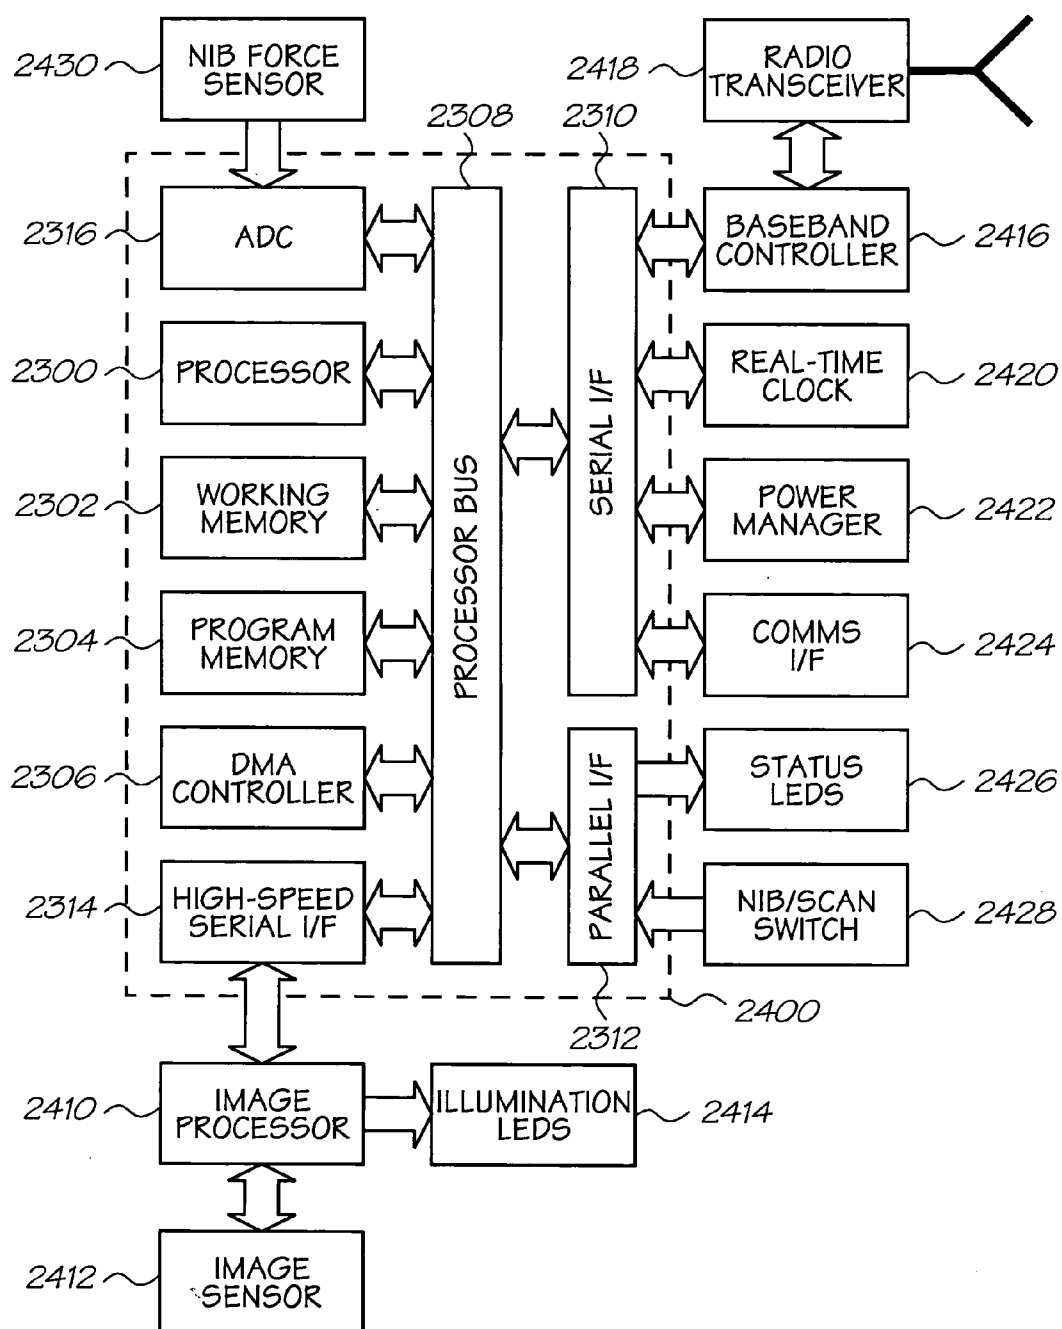 2430
NIB FORCE
SENSOR
2418
RADIO
TRANSCEIVER
2308
2310
2316
ADC
BASEBAND
CONTROLLER
2416
2300
PROCESSOR
REAL-TIME
CLOCK
2420
2302
WORKING
MEMORY
PROCESSOR BUS
SERIAL I/F
POWER
MANAGER
2422
2304
PROGRAM
MEMORY
COMMS
I/F
2424
2306
DMA
CONTROLLER
PARALLEL I/F
STATUS
LEDS
2426
2314
HIGH-SPEED
SERIAL I/F
NIB/SCAN
SWITCH
2428
2400
2312
2410
IMAGE
PROCESSOR
ILLUMINATION
LEDS
2414
2412
IMAGE
SENSOR